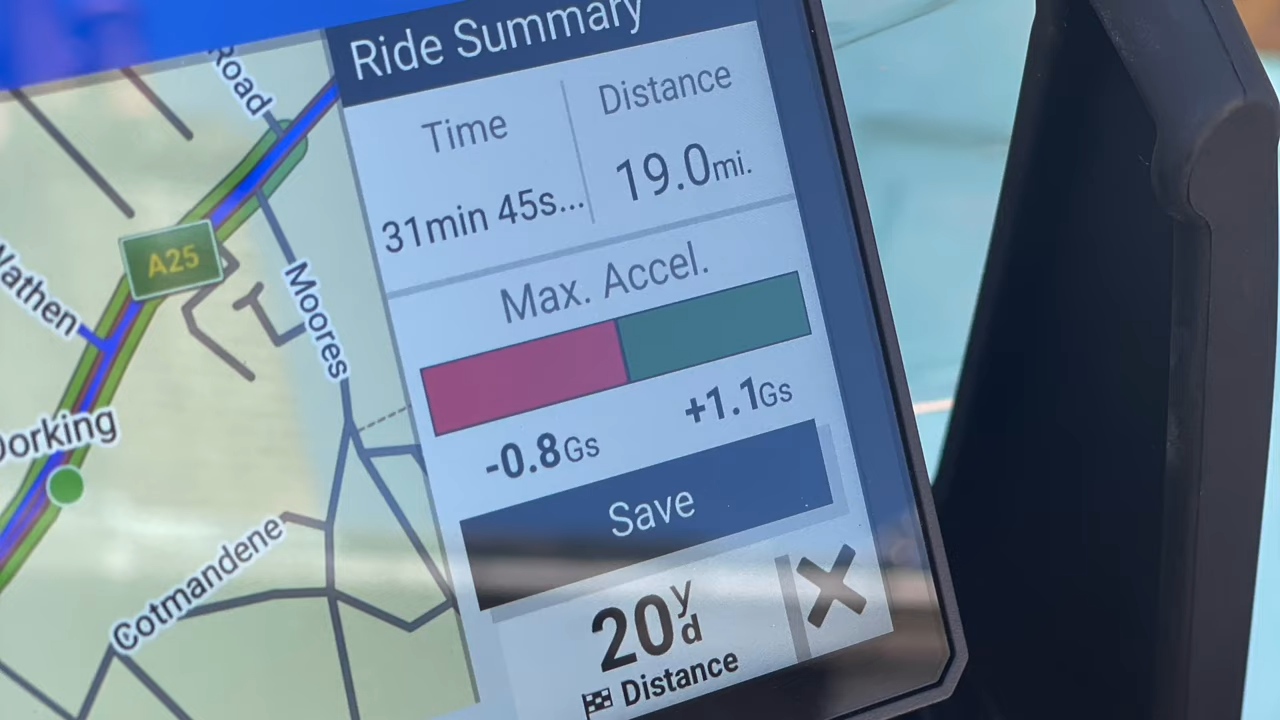 Ride Summary
Time
Distance
31min 45s...
19.0mi.
Max. Accel.
-0.8Gs
+1.1Gs
Save
20yd
Distance
Road
A25
Moores
Dorking
Cotmandene